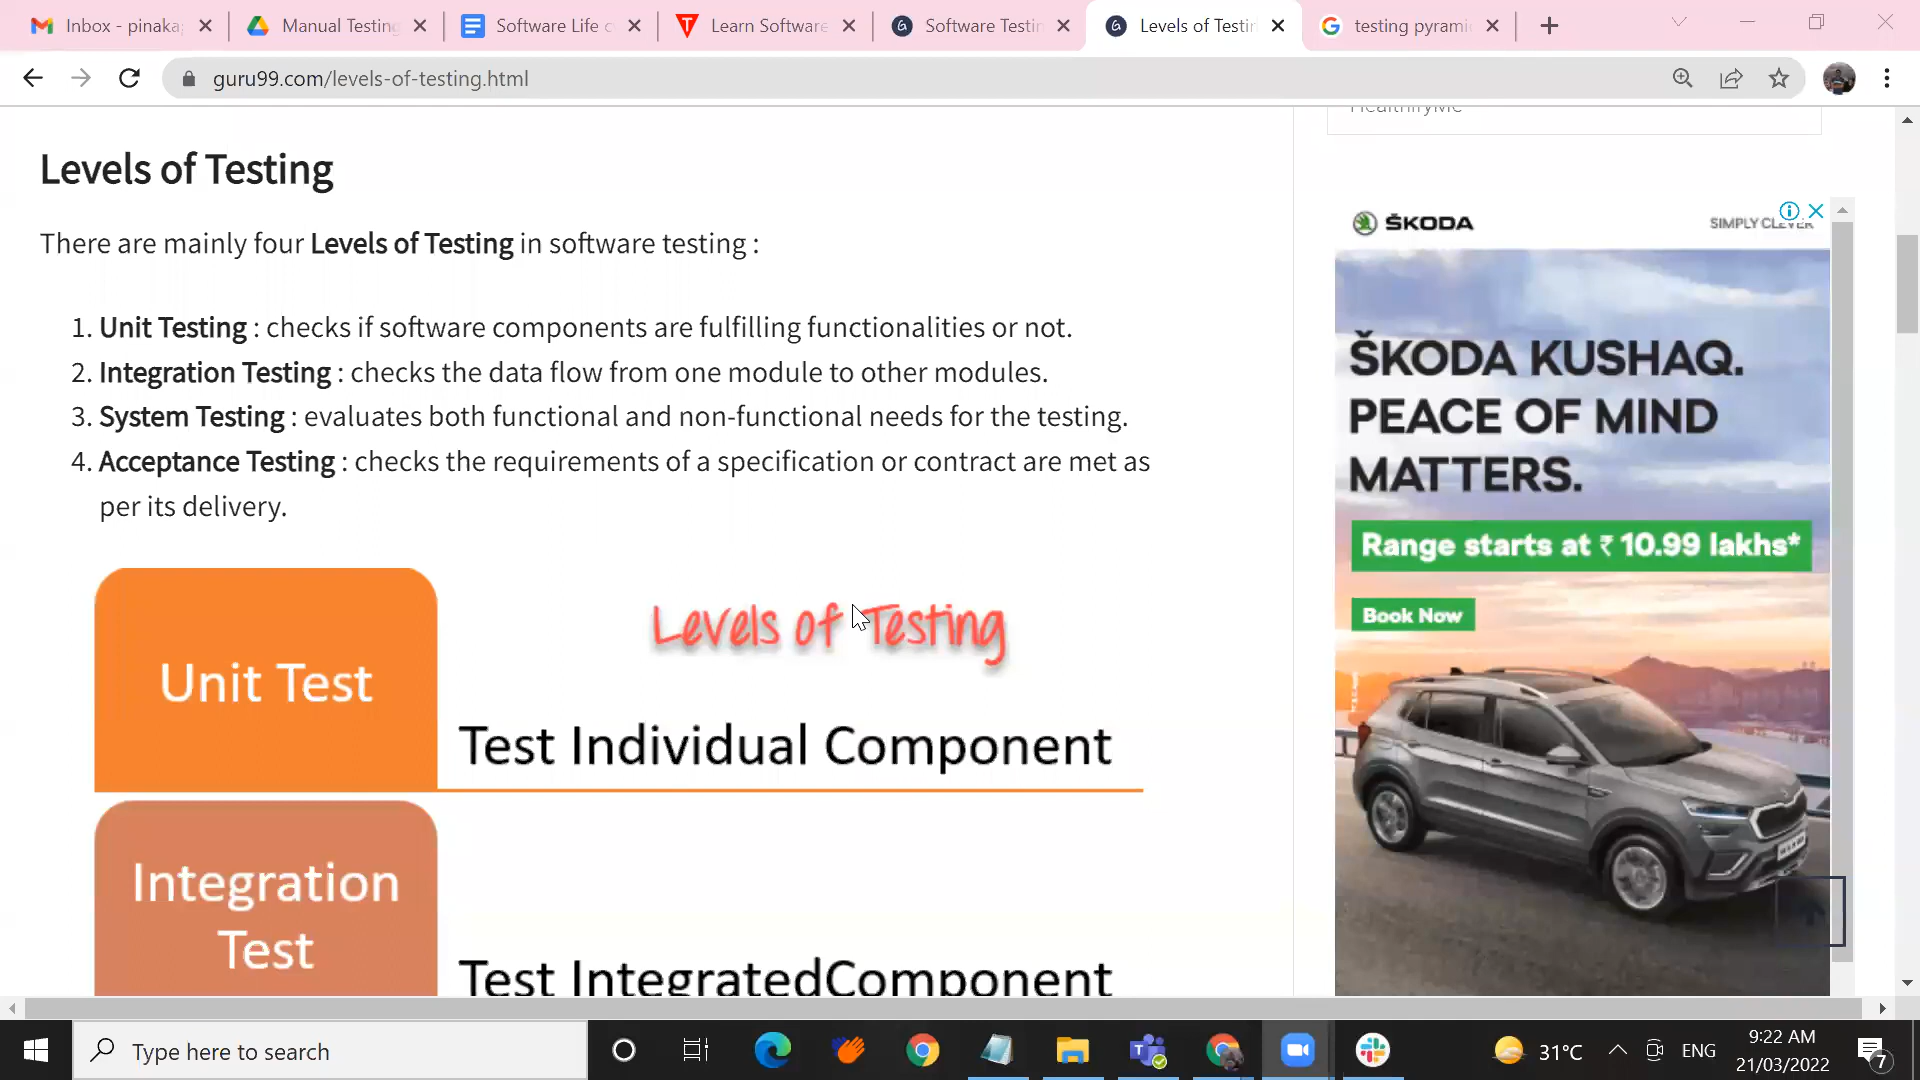 Inbox - pinaka
Manual Testing
Software Life c
Learn Software
Software Testin
Levels of Testin
testing pyrami
guru99.com/levels-of-testing.html
HealthifyMe
Levels of Testing
There are mainly four Levels of Testing in software testing :
1. Unit Testing : checks if software components are fulfilling functionalities or not.
2. Integration Testing : checks the data flow from one module to other modules.
3. System Testing : evaluates both functional and non-functional needs for the testing.
4. Acceptance Testing : checks the requirements of a specification or contract are met as
per its delivery.
Levels of Testing
Unit Test
Test Individual Component
Integration
Test
Test IntegratedComponent
ŠKODA
SIMPLY CLEVER
ŠKODA KUSHAQ.
PEACE OF MIND
MATTERS.
Range starts at ₹ 10.99 lakhs*
Book Now
Type here to search
31°C
ENG
9:22 AM
21/03/2022
7